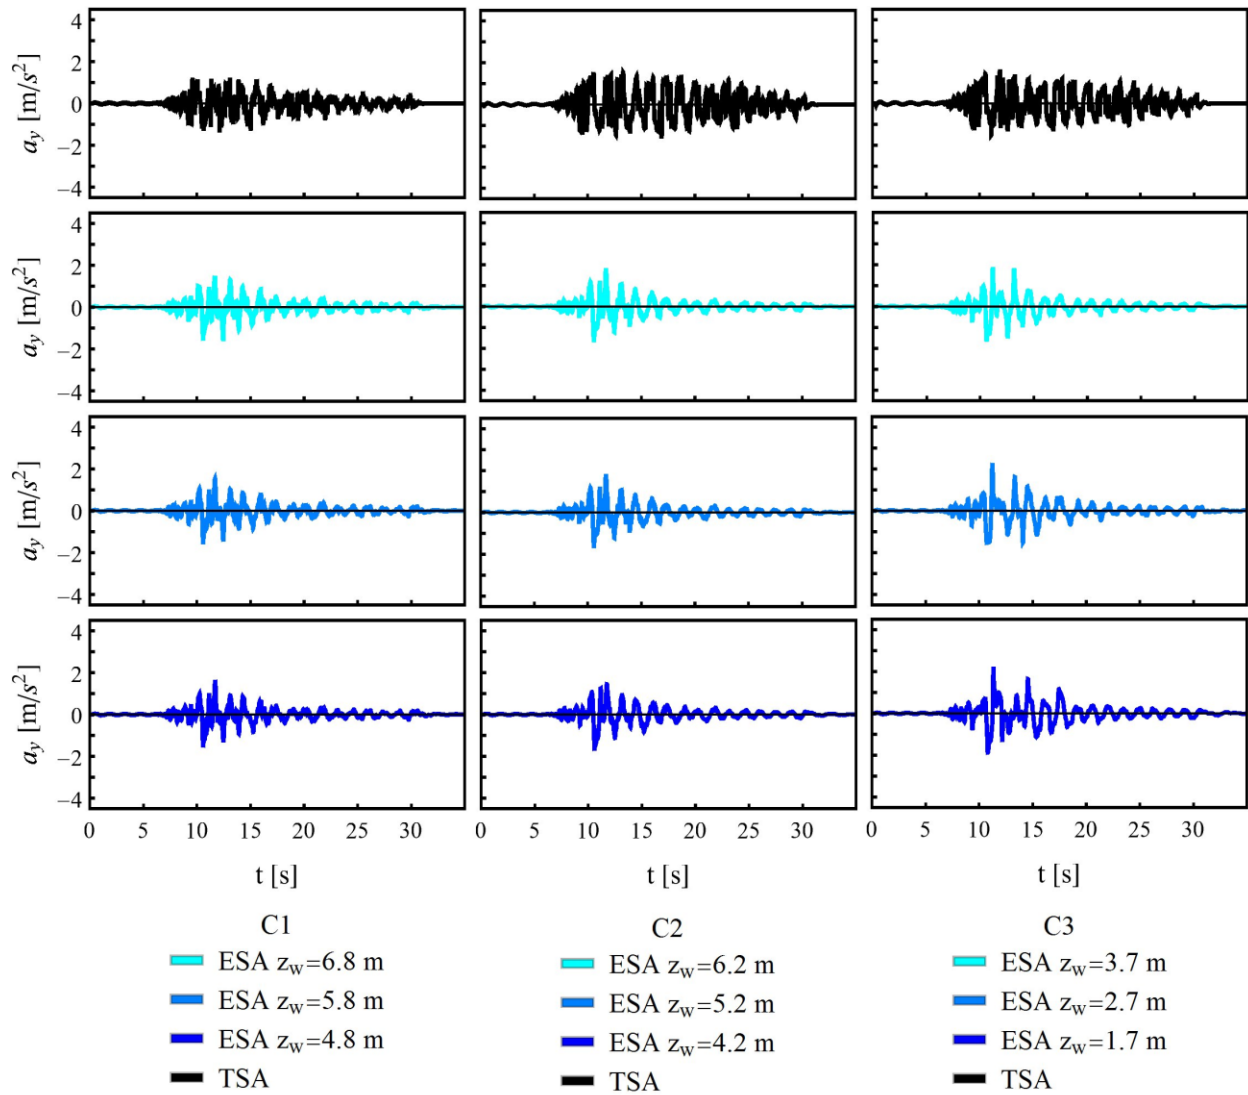 4
2
0
−2
−4
a_y [m/s²]
4
2
0
−2
−4
a_y [m/s²]
4
2
0
−2
−4
a_y [m/s²]
4
2
0
−2
−4
a_y [m/s²]
0 5 10 15 20 25 30
0 5 10 15 20 25 30
0 5 10 15 20 25 30
t [s] t [s] t [s]
C1
ESA z_w=6.8 m
ESA z_w=5.8 m
ESA z_w=4.8 m
TSA
C2
ESA z_w=6.2 m
ESA z_w=5.2 m
ESA z_w=4.2 m
TSA
C3
ESA z_w=3.7 m
ESA z_w=2.7 m
ESA z_w=1.7 m
TSA